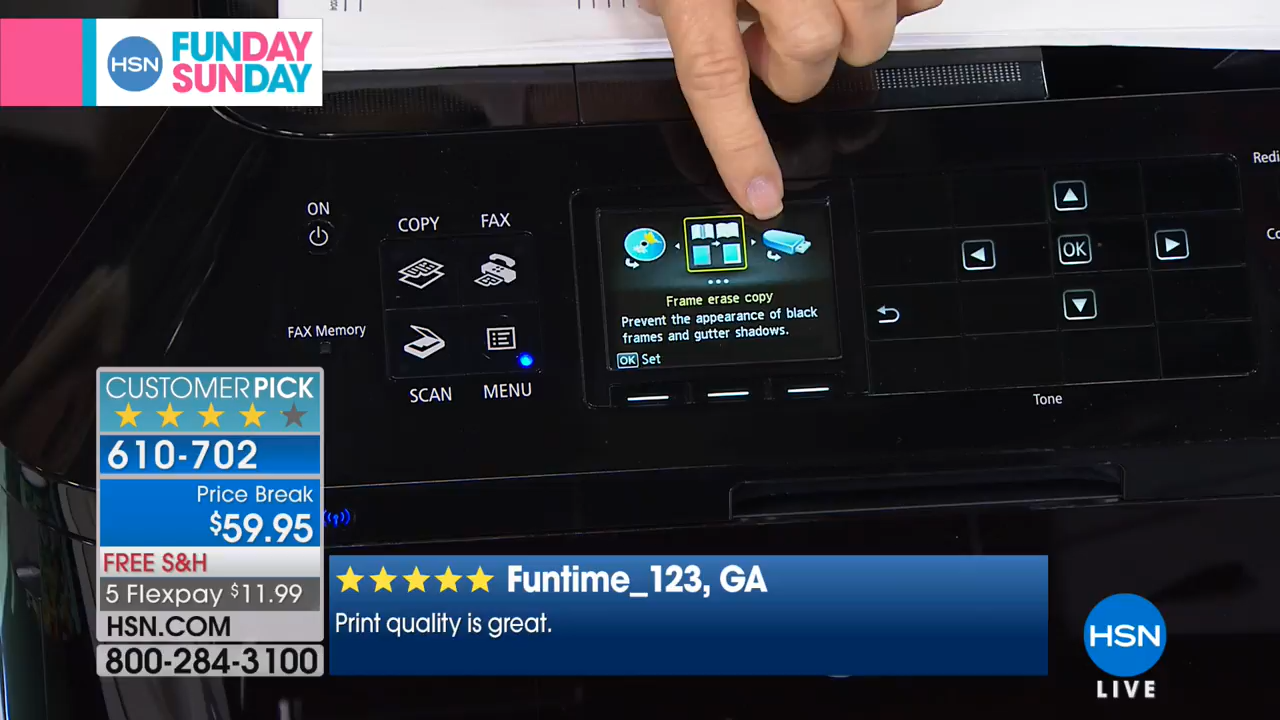 HSN
FUNDAY
SUNDAY
ON
COPY
FAX
FAX Memory
SCAN
MENU
Frame erase copy
Prevent the appearance of black
frames and gutter shadows.
OK Set
OK
Tone
CUSTOMER PICK
610-702
Price Break
$59.95
FREE S&H
5 Flexpay $11.99
HSN.COM
800-284-3100
Funtime_123, GA
Print quality is great.
HSN
LIVE